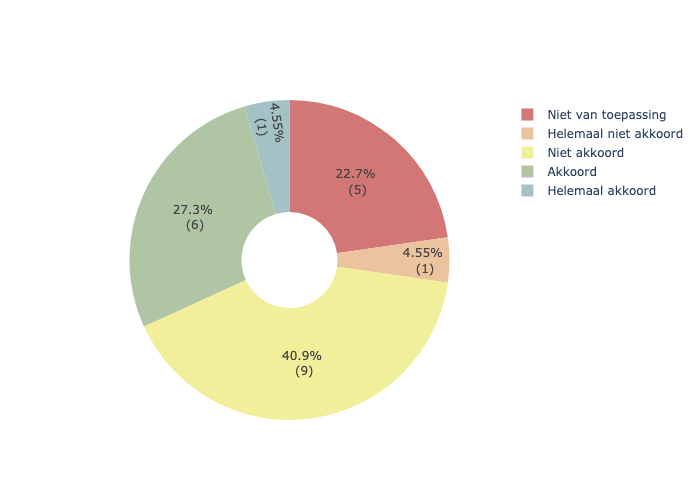 22.7%
(5)
4.55%
(1)
40.9%
(9)
27.3%
(6)
4.55%
(1)
Niet van toepassing
Helemaal niet akkoord
Niet akkoord
Akkoord
Helemaal akkoord